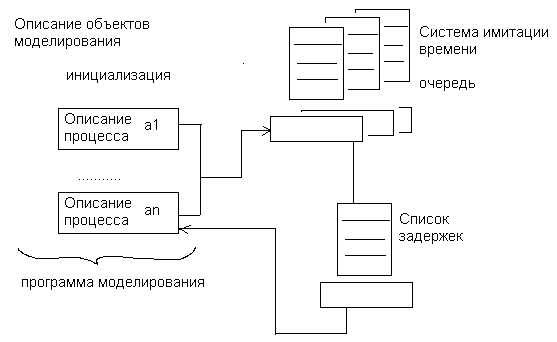 Описание объектов
моделирования
инициализация
Описание
процесса a1
...........
Описание
процесса an
программа моделирования
Система имитации
времени
очередь
Список
задержек